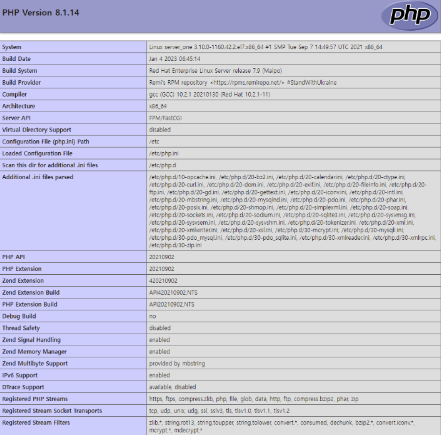 PHP Version 8.1.14
php
System Linux server_one 3.10.0-1160.42.2.el7.x86_64 #1 SMP Tue Sep 7 14:49:57 UTC 2021 x86_64
Build Date Jan 4 2023 06:45:14
Build System Red Hat Enterprise Linux Server release 7.9 (Maipo)
Build Provider Remi's RPM repository <https://rpms.remirepo.net/> #StandWithUkraine
Compiler gcc (GCC) 10.2.1 20210130 (Red Hat 10.2.1-11)
Architecture x86_64
Server API FPM/FastCGI
Virtual Directory Support disabled
Configuration File (php.ini) Path /etc
Loaded Configuration File /etc/php.ini
Scan this dir for additional .ini files /etc/php.d
Additional .ini files parsed /etc/php.d/10-opcache.ini, /etc/php.d/20-bz2.ini, /etc/php.d/20-calendar.ini, /etc/php.d/20-ctype.ini,
/etc/php.d/20-curl.ini, /etc/php.d/20-dom.ini, /etc/php.d/20-exif.ini, /etc/php.d/20-fileinfo.ini, /etc/php.d/20-
ftp.ini, /etc/php.d/20-gd.ini, /etc/php.d/20-gettext.ini, /etc/php.d/20-iconv.ini, /etc/php.d/20-intl.ini,
/etc/php.d/20-mbstring.ini, /etc/php.d/20-mysqlnd.ini, /etc/php.d/20-pdo.ini, /etc/php.d/20-phar.ini,
/etc/php.d/20-posix.ini, /etc/php.d/20-shmop.ini, /etc/php.d/20-simplexml.ini, /etc/php.d/20-soap.ini,
/etc/php.d/20-sockets.ini, /etc/php.d/20-sodium.ini, /etc/php.d/20-sqlite3.ini, /etc/php.d/20-sysvmsg.ini,
/etc/php.d/20-sysvsem.ini, /etc/php.d/20-sysvshm.ini, /etc/php.d/20-tokenizer.ini, /etc/php.d/20-xml.ini,
/etc/php.d/20-xmlwriter.ini, /etc/php.d/20-xsl.ini, /etc/php.d/30-mcrypt.ini, /etc/php.d/30-mysqli.ini,
/etc/php.d/30-pdo_mysql.ini, /etc/php.d/30-pdo_sqlite.ini, /etc/php.d/30-xmlreader.ini, /etc/php.d/30-xmlrpc.ini,
/etc/php.d/30-zip.ini
PHP API 20210902
PHP Extension 20210902
Zend Extension 420210902
Zend Extension Build API420210902,NTS
PHP Extension Build API20210902,NTS
Debug Build no
Thread Safety disabled
Zend Signal Handling enabled
Zend Memory Manager enabled
Zend Multibyte Support provided by mbstring
IPv6 Support enabled
DTrace Support available, disabled
Registered PHP Streams https, ftps, compress.zlib, php, file, glob, data, http, ftp, compress.bzip2, phar, zip
Registered Stream Socket Transports tcp, udp, unix, udg, ssl, sslv3, tls, tlsv1.0, tlsv1.1, tlsv1.2
Registered Stream Filters zlib.*, string.rot13, string.toupper, string.tolower, convert.*, consumed, dechunk, bzip2.*, convert.iconv.*,
mcrypt.*, mdecrypt.*